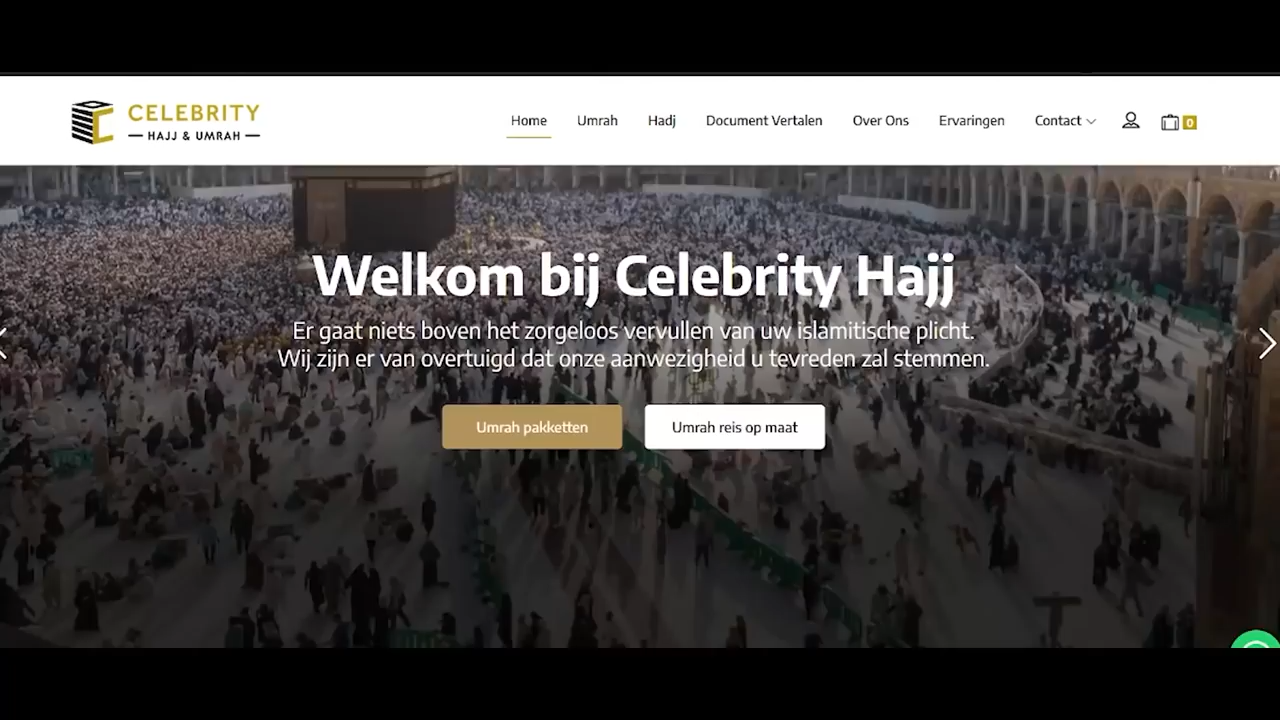 CELEBRITY
HAJJ & UMRAH
Home Umrah Hadj Document Vertalen Over Ons Ervaringen Contact 0
Welkom bij Celebrity Hajj
Er gaat niets boven het zorgeloos vervullen van uw islamitische plicht.
Wij zijn er van overtuigd dat onze aanwezigheid u tevreden zal stemmen.
Umrah pakketten Umrah reis op maat